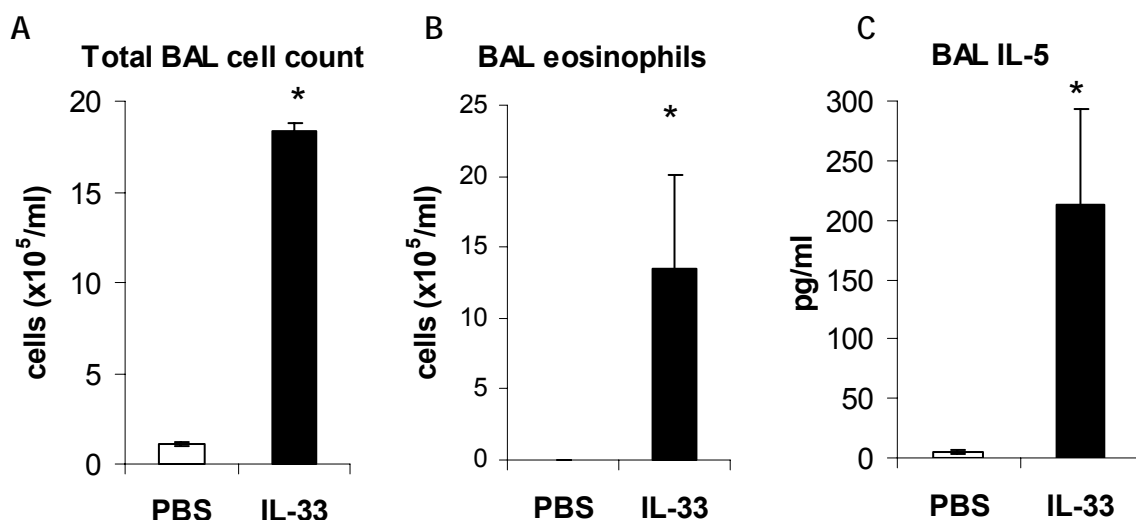 A
Total BAL cell count
*
20
15
10
5
0
cells (x10⁵/ml)
PBS IL-33
B
BAL eosinophils
*
25
20
15
10
5
0
cells (x10⁵/ml)
PBS IL-33
C
BAL IL-5
*
300
250
200
150
100
50
0
pg/ml
PBS IL-33